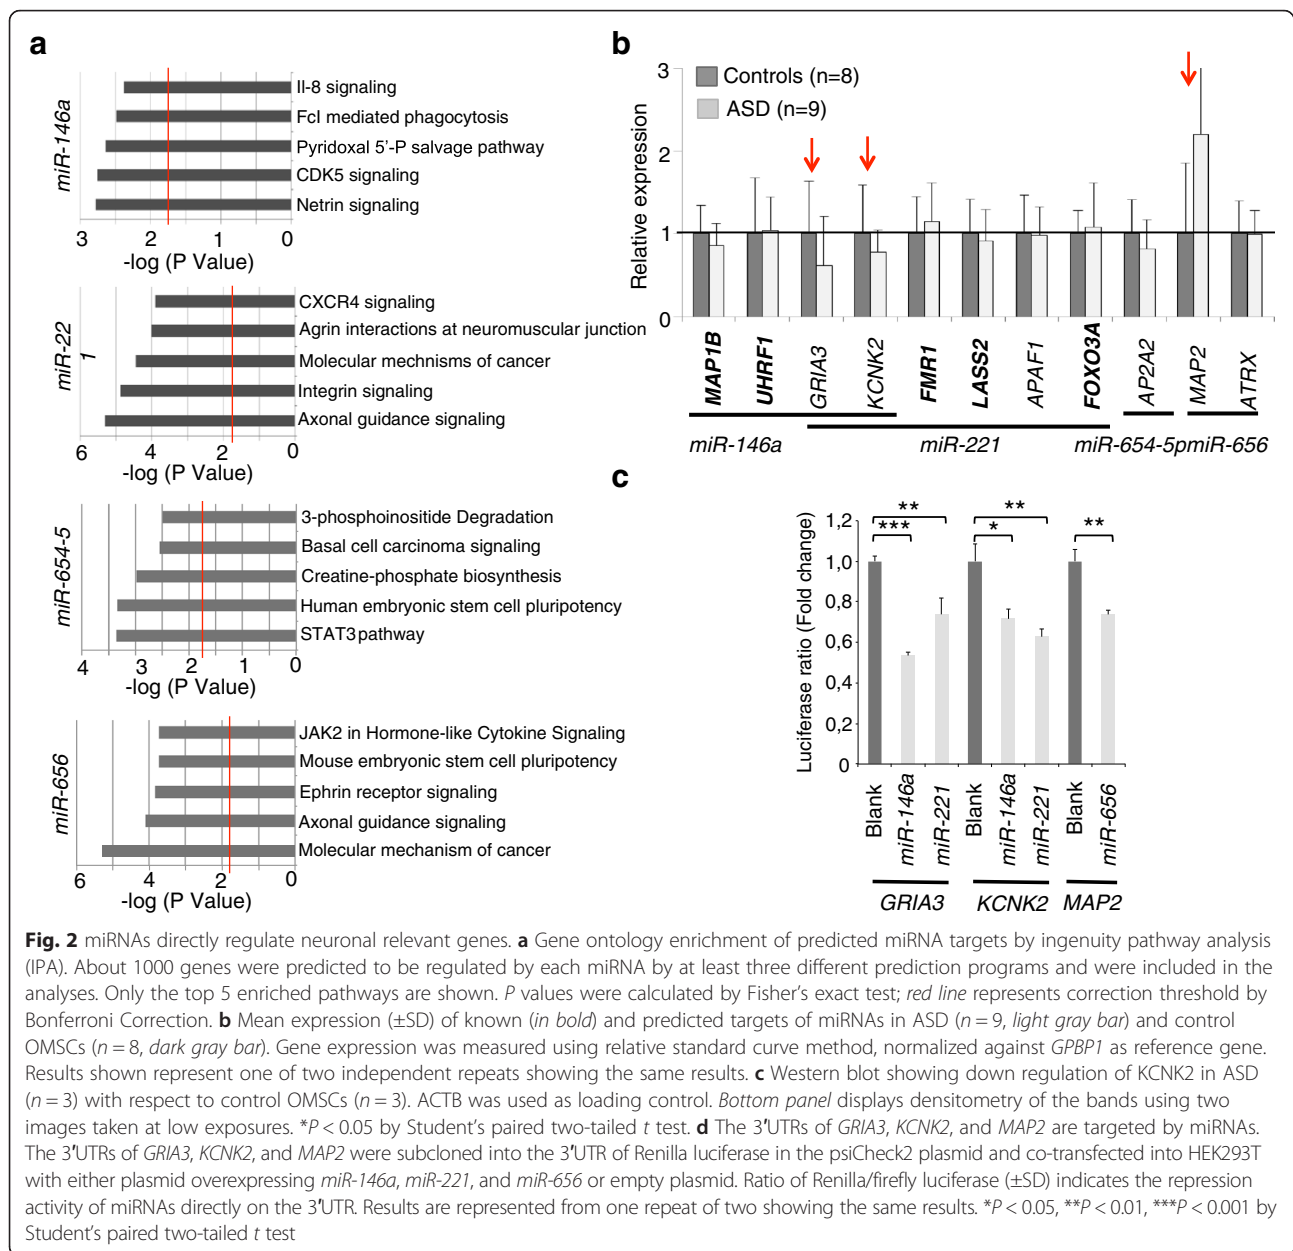 a
miR-146a
Il-8 signaling
FcI mediated phagocytosis
Pyridoxal 5'-P salvage pathway
CDK5 signaling
Netrin signaling
3 2 1 0
-log (P Value)
miR-22
1
CXCR4 signaling
Agrin interactions at neuromuscular junction
Molecular mechnisms of cancer
Integrin signaling
Axonal guidance signaling
6 4 2 0
-log (P Value)
miR-654-5
3-phosphoinositide Degradation
Basal cell carcinoma signaling
Creatine-phosphate biosynthesis
Human embryonic stem cell pluripotency
STAT3 pathway
4 3 2 1 0
-log (P Value)
miR-656
JAK2 in Hormone-like Cytokine Signaling
Mouse embryonic stem cell pluripotency
Ephrin receptor signaling
Axonal guidance signaling
Molecular mechanism of cancer
6 4 2 0
-log (P Value)
b
Relative expression
3
2
1
0
Controls (n=8)
ASD (n=9)
MAP1B UHRF1 GRIA3 KCNK2 FMR1 LASS2 APAF1 FOXO3A AP2A2 MAP2 ATRX
miR-146a miR-221 miR-654-5pmiR-656
c
Luciferase ratio (Fold change)
1,2
1,0
0,8
0,6
0,4
0,2
0
** ** 
*** * **
Blank miR-146a miR-221 Blank miR-146a miR-221 Blank miR-656
GRIA3 KCNK2 MAP2
Fig. 2 miRNAs directly regulate neuronal relevant genes. a Gene ontology enrichment of predicted miRNA targets by ingenuity pathway analysis
(IPA). About 1000 genes were predicted to be regulated by each miRNA by at least three different prediction programs and were included in the
analyses. Only the top 5 enriched pathways are shown. P values were calculated by Fisher's exact test; red line represents correction threshold by
Bonferroni Correction. b Mean expression (±SD) of known (in bold) and predicted targets of miRNAs in ASD (n = 9, light gray bar) and control
OMSCs (n = 8, dark gray bar). Gene expression was measured using relative standard curve method, normalized against GPBP1 as reference gene.
Results shown represent one of two independent repeats showing the same results. c Western blot showing down regulation of KCNK2 in ASD
(n = 3) with respect to control OMSCs (n = 3). ACTB was used as loading control. Bottom panel displays densitometry of the bands using two
images taken at low exposures. *P < 0.05 by Student's paired two-tailed t test. d The 3′UTRs of GRIA3, KCNK2, and MAP2 are targeted by miRNAs.
The 3′UTRs of GRIA3, KCNK2, and MAP2 were subcloned into the 3′UTR of Renilla luciferase in the psiCheck2 plasmid and co-transfected into HEK293T
with either plasmid overexpressing miR-146a, miR-221, and miR-656 or empty plasmid. Ratio of Renilla/firefly luciferase (±SD) indicates the repression
activity of miRNAs directly on the 3′UTR. Results are represented from one repeat of two showing the same results. *P < 0.05, **P < 0.01, ***P < 0.001 by
Student's paired two-tailed t test